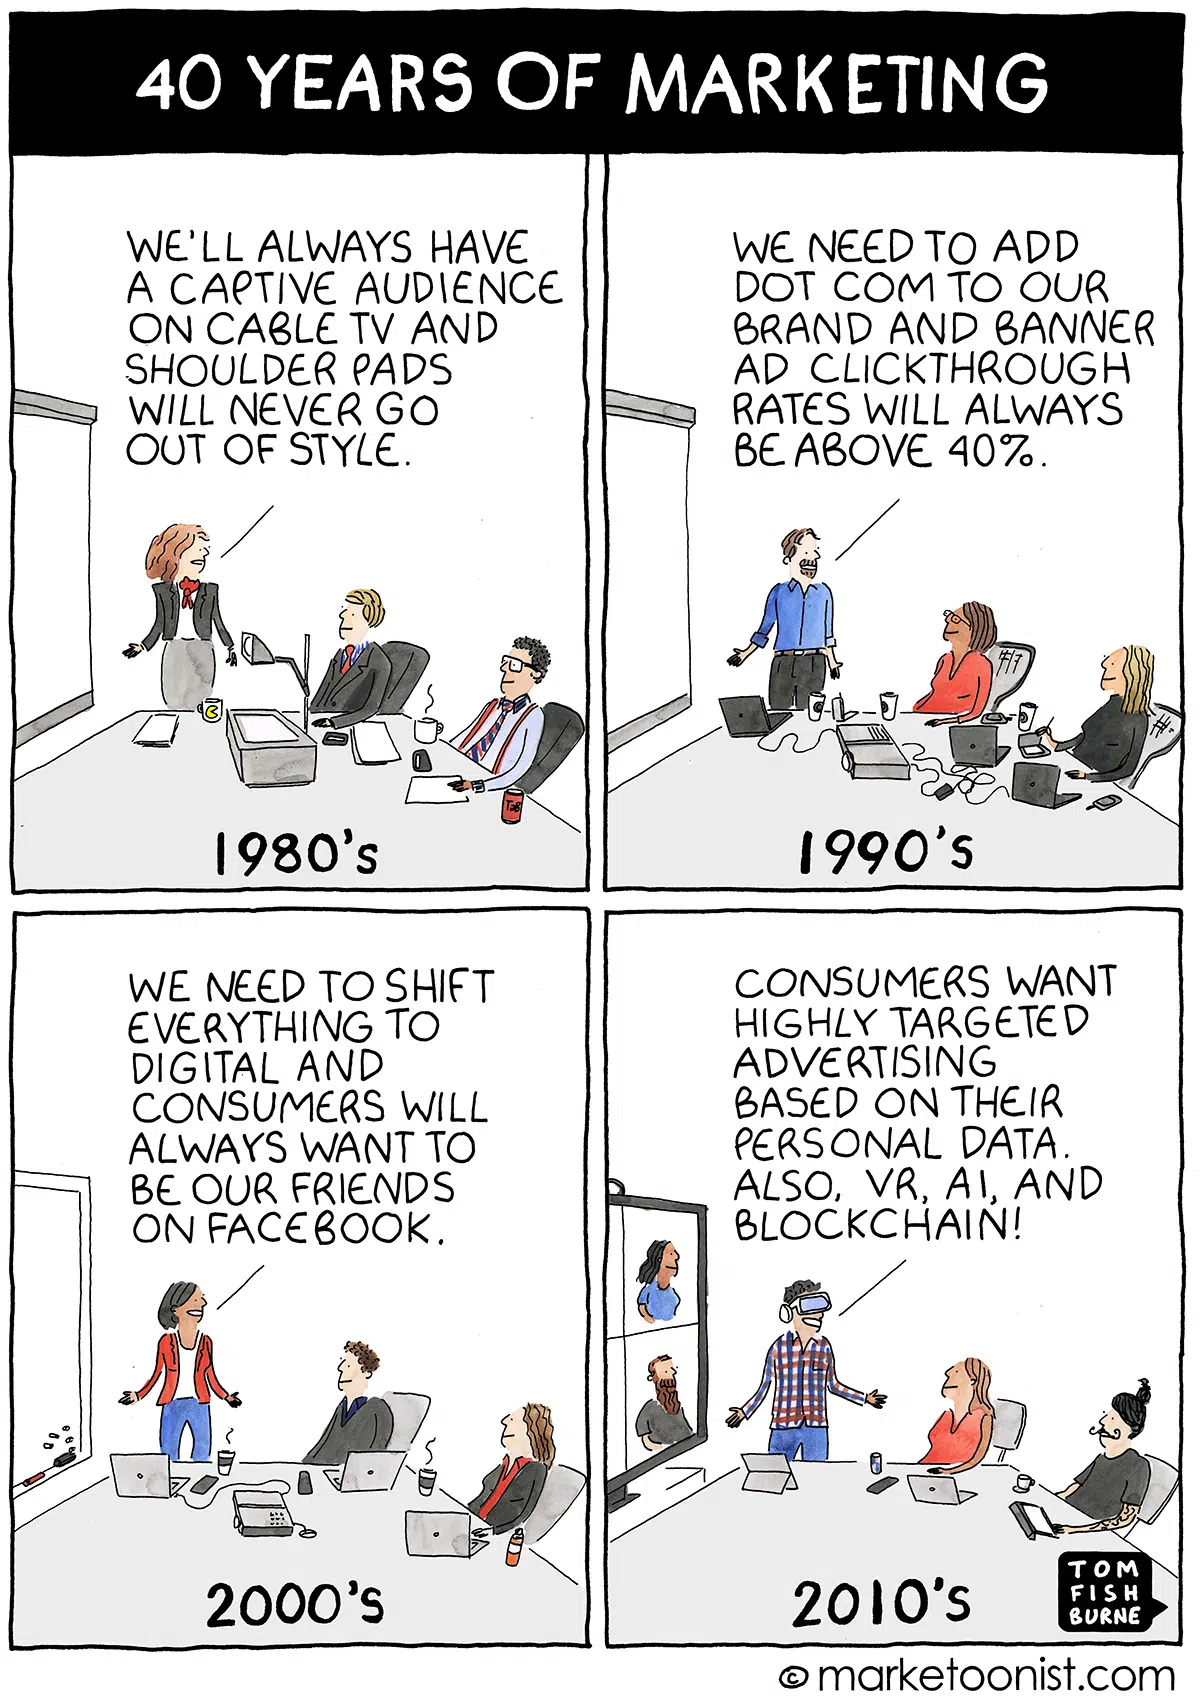 40 YEARS OF MARKETING
WE'LL ALWAYS HAVE
A CAPTIVE AUDIENCE
ON CABLE TV AND
SHOULDER PADS
WILL NEVER GO
OUT OF STYLE.
TaB
1980's
WE NEED TO ADD
DOT COM TO OUR
BRAND AND BANNER
AD CLICKTHROUGH
RATES WILL ALWAYS
BE ABOVE 40%.
1990's
WE NEED TO SHIFT
EVERYTHING TO
DIGITAL AND
CONSUMERS WILL
ALWAYS WANT TO
BE OUR FRIENDS
ON FACEBOOK.
2000's
CONSUMERS WANT
HIGHLY TARGETED
ADVERTISING
BASED ON THEIR
PERSONAL DATA.
ALSO, VR, AI, AND
BLOCKCHAIN!
2010's
TOM
FISH
BURNE
© marketoonist.com